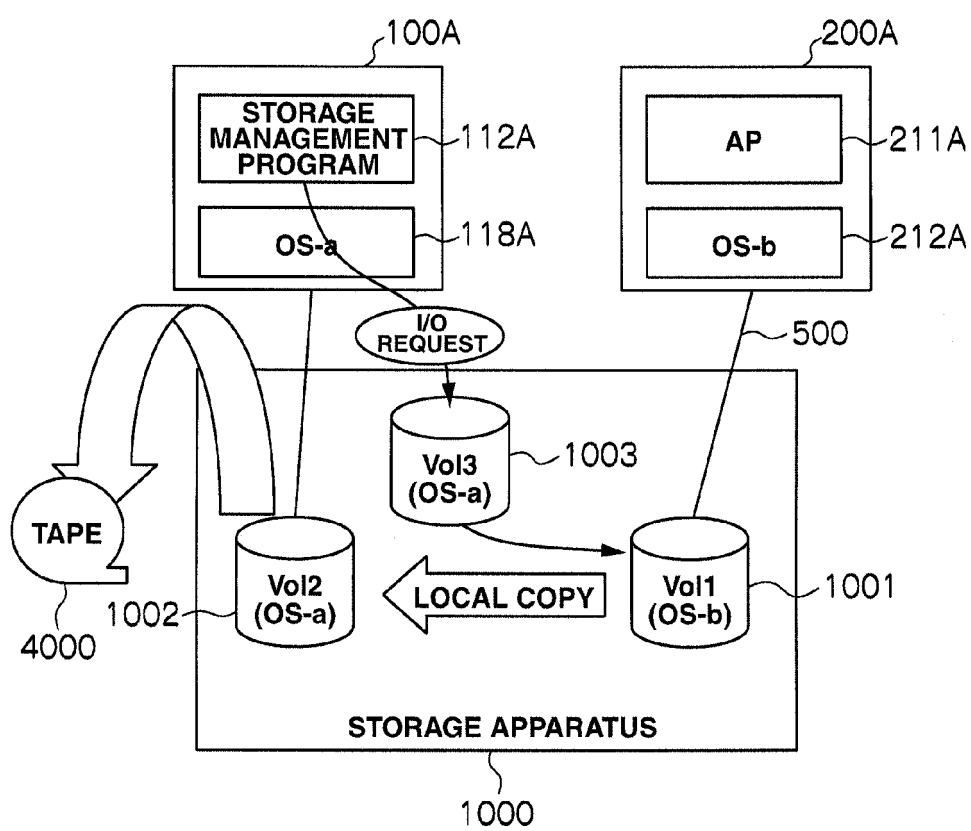 100A
200A
STORAGE
MANAGEMENT
PROGRAM
112A
AP
211A
OS-a
118A
OS-b
212A
I/O
REQUEST
500
Vol3
(OS-a)
1003
TAPE
4000
Vol2
(OS-a)
1002
LOCAL COPY
Vol1
(OS-b)
1001
STORAGE APPARATUS
1000